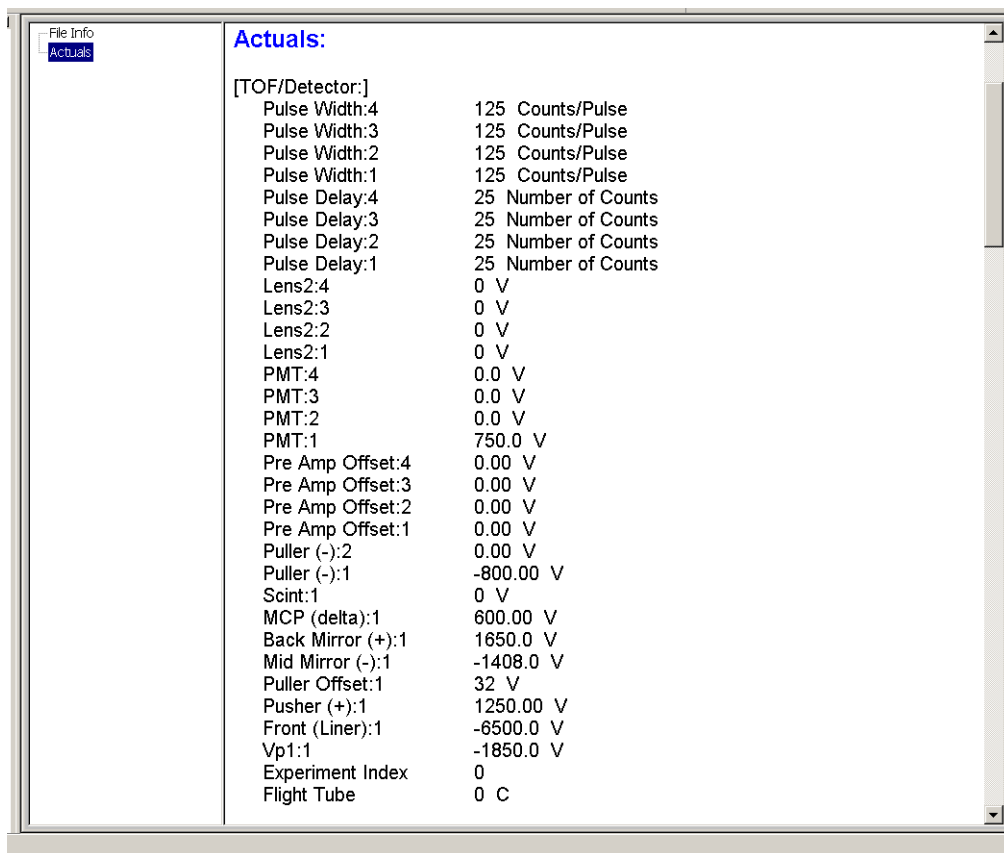 File Info
Actuals
Actuals:
[TOF/Detector:]
Pulse Width:4 125 Counts/Pulse
Pulse Width:3 125 Counts/Pulse
Pulse Width:2 125 Counts/Pulse
Pulse Width:1 125 Counts/Pulse
Pulse Delay:4 25 Number of Counts
Pulse Delay:3 25 Number of Counts
Pulse Delay:2 25 Number of Counts
Pulse Delay:1 25 Number of Counts
Lens2:4 0 V
Lens2:3 0 V
Lens2:2 0 V
Lens2:1 0 V
PMT:4 0.0 V
PMT:3 0.0 V
PMT:2 0.0 V
PMT:1 750.0 V
Pre Amp Offset:4 0.00 V
Pre Amp Offset:3 0.00 V
Pre Amp Offset:2 0.00 V
Pre Amp Offset:1 0.00 V
Puller (-):2 0.00 V
Puller (-):1 -800.00 V
Scint:1 0 V
MCP (delta):1 600.00 V
Back Mirror (+):1 1650.0 V
Mid Mirror (-):1 -1408.0 V
Puller Offset:1 32 V
Pusher (+):1 1250.00 V
Front (Liner):1 -6500.0 V
Vp1:1 -1850.0 V
Experiment Index 0
Flight Tube 0 C